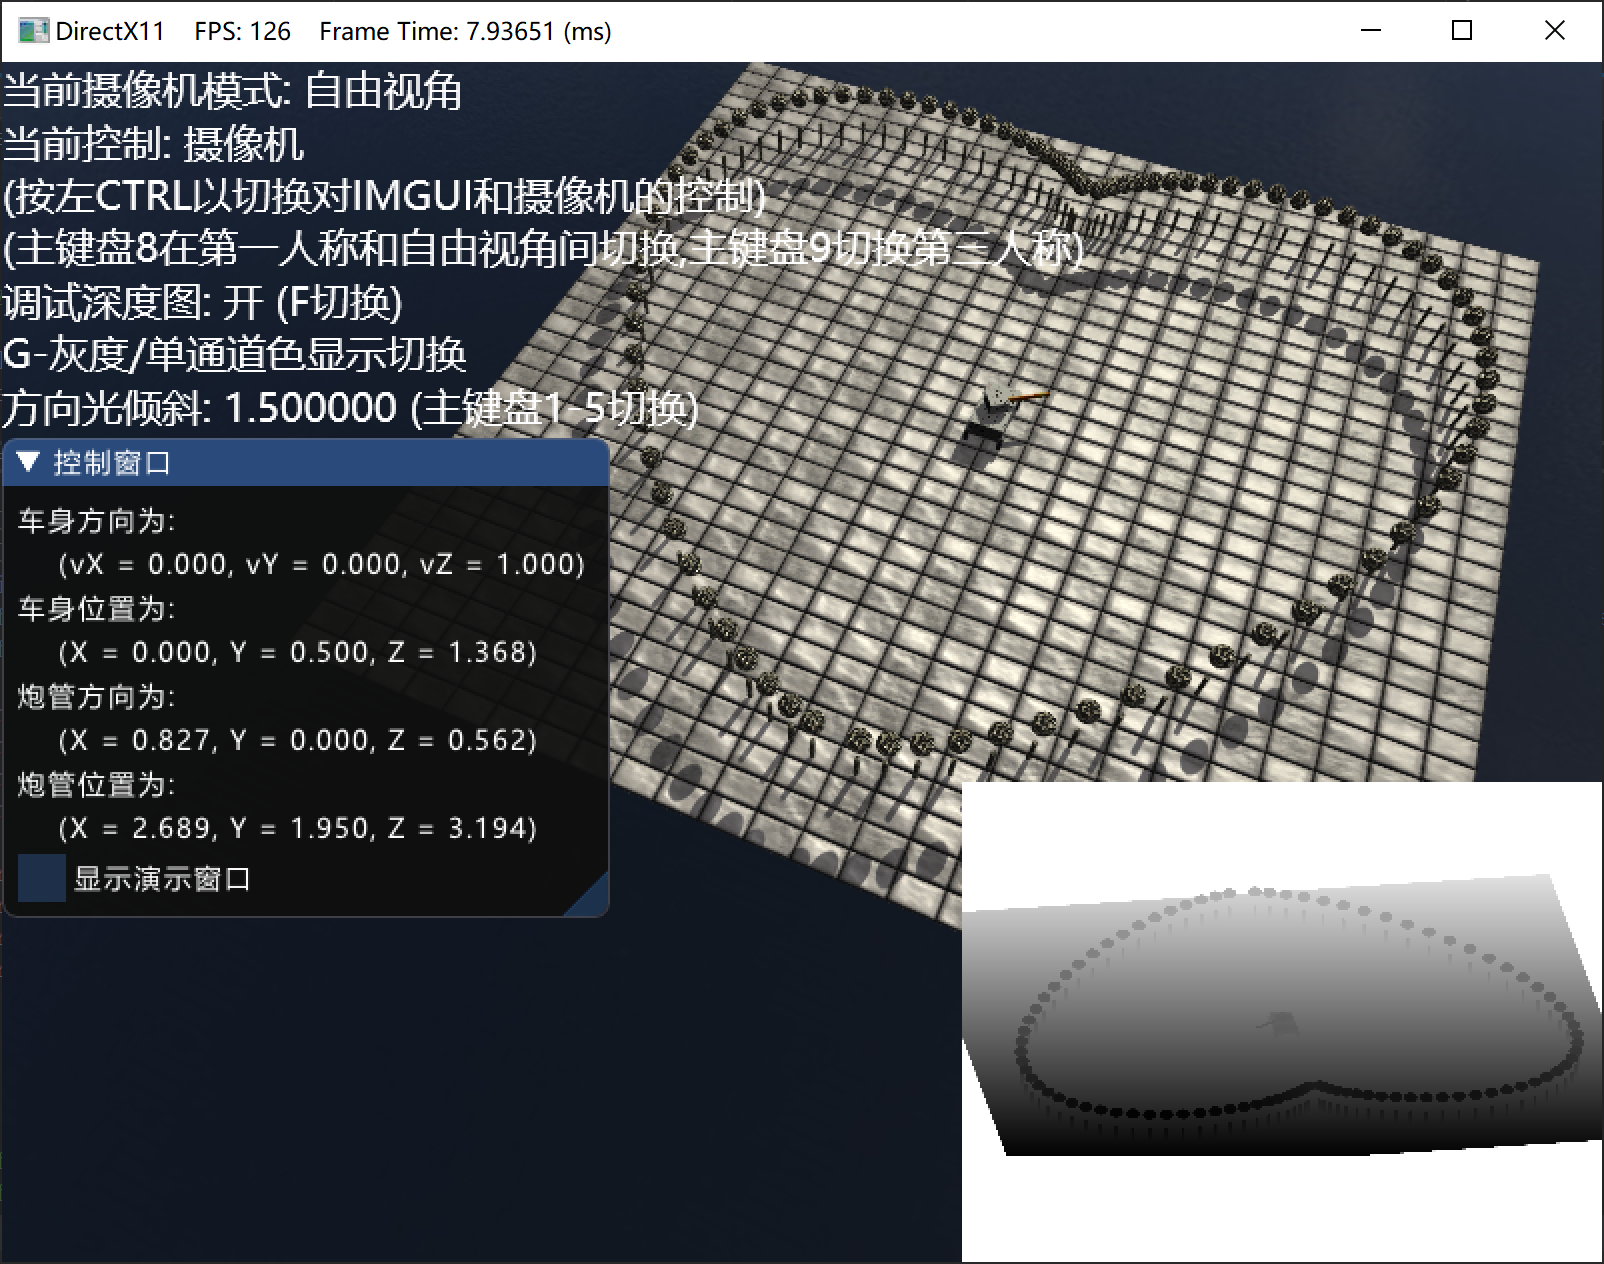 DirectX11    FPS: 126    Frame Time: 7.93651 (ms)
当前摄像机模式: 自由视角
当前控制: 摄像机
(按左CTRL以切换对IMGUI和摄像机的控制)
(主键盘8在第一人称和自由视角间切换,主键盘9切换第三人称)
调试深度图: 开 (F切换)
G-灰度/单通道色显示切换
方向光倾斜: 1.500000 (主键盘1-5切换)
控制窗口
车身方向为:
(vX = 0.000, vY = 0.000, vZ = 1.000)
车身位置为:
(X = 0.000, Y = 0.500, Z = 1.368)
炮管方向为:
(X = 0.827, Y = 0.000, Z = 0.562)
炮管位置为:
(X = 2.689, Y = 1.950, Z = 3.194)
显示演示窗口